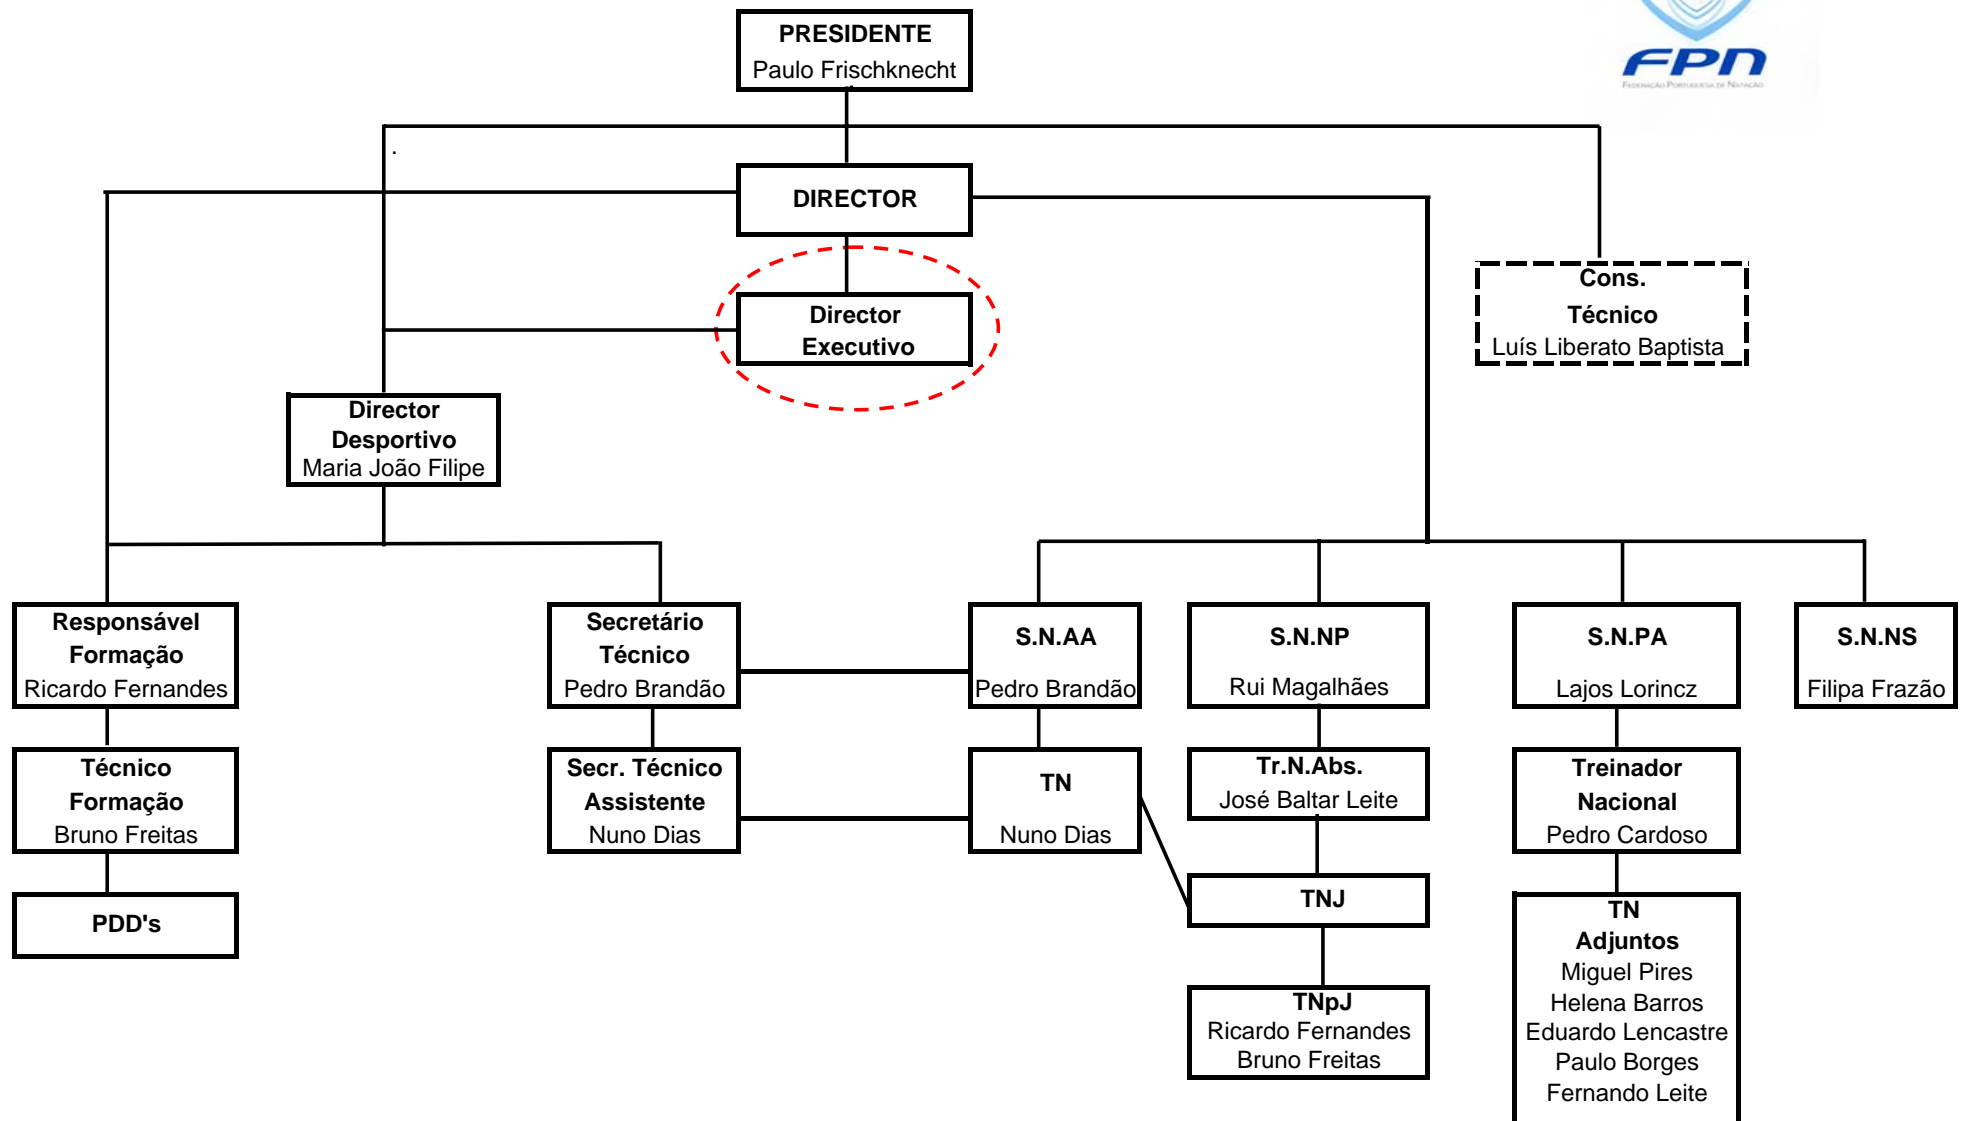 PRESIDENTE
Paulo Frischknecht
FPN
FEDERAÇÃO PORTUGUESA DE NATAÇÃO
DIRECTOR
Director
Executivo
Cons.
Técnico
Luís Liberato Baptista
Director
Desportivo
Maria João Filipe
Responsável
Formação
Ricardo Fernandes
Secretário
Técnico
Pedro Brandão
S.N.AA
Pedro Brandão
S.N.NP
Rui Magalhães
S.N.PA
Lajos Lorincz
S.N.NS
Filipa Frazão
Técnico
Formação
Bruno Freitas
Secr. Técnico
Assistente
Nuno Dias
TN
Nuno Dias
Tr.N.Abs.
José Baltar Leite
Treinador
Nacional
Pedro Cardoso
PDD's
TNJ
TN
Adjuntos
Miguel Pires
Helena Barros
Eduardo Lencastre
Paulo Borges
Fernando Leite
TNpJ
Ricardo Fernandes
Bruno Freitas